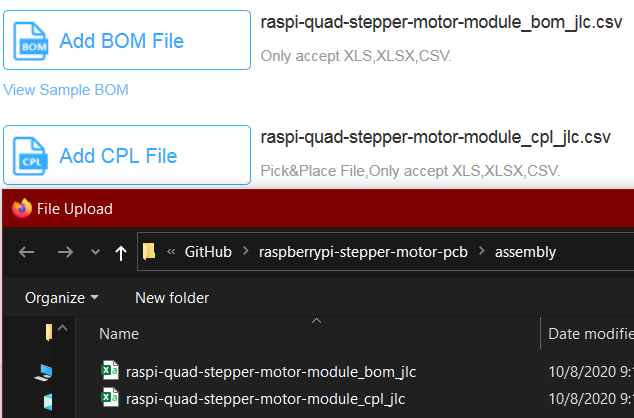 BOM
Add BOM File
raspi-quad-stepper-motor-module_bom_jlc.csv
Only accept XLS,XLSX,CSV.
View Sample BOM
CPL
Add CPL File
raspi-quad-stepper-motor-module_cpl_jlc.csv
Pick&Place File,Only accept XLS,XLSX,CSV.
File Upload
« GitHub > raspberrypi-stepper-motor-pcb > assembly
Organize New folder
Name Date modifie
raspi-quad-stepper-motor-module_bom_jlc 10/8/2020 9:1
raspi-quad-stepper-motor-module_cpl_jlc 10/8/2020 9:1